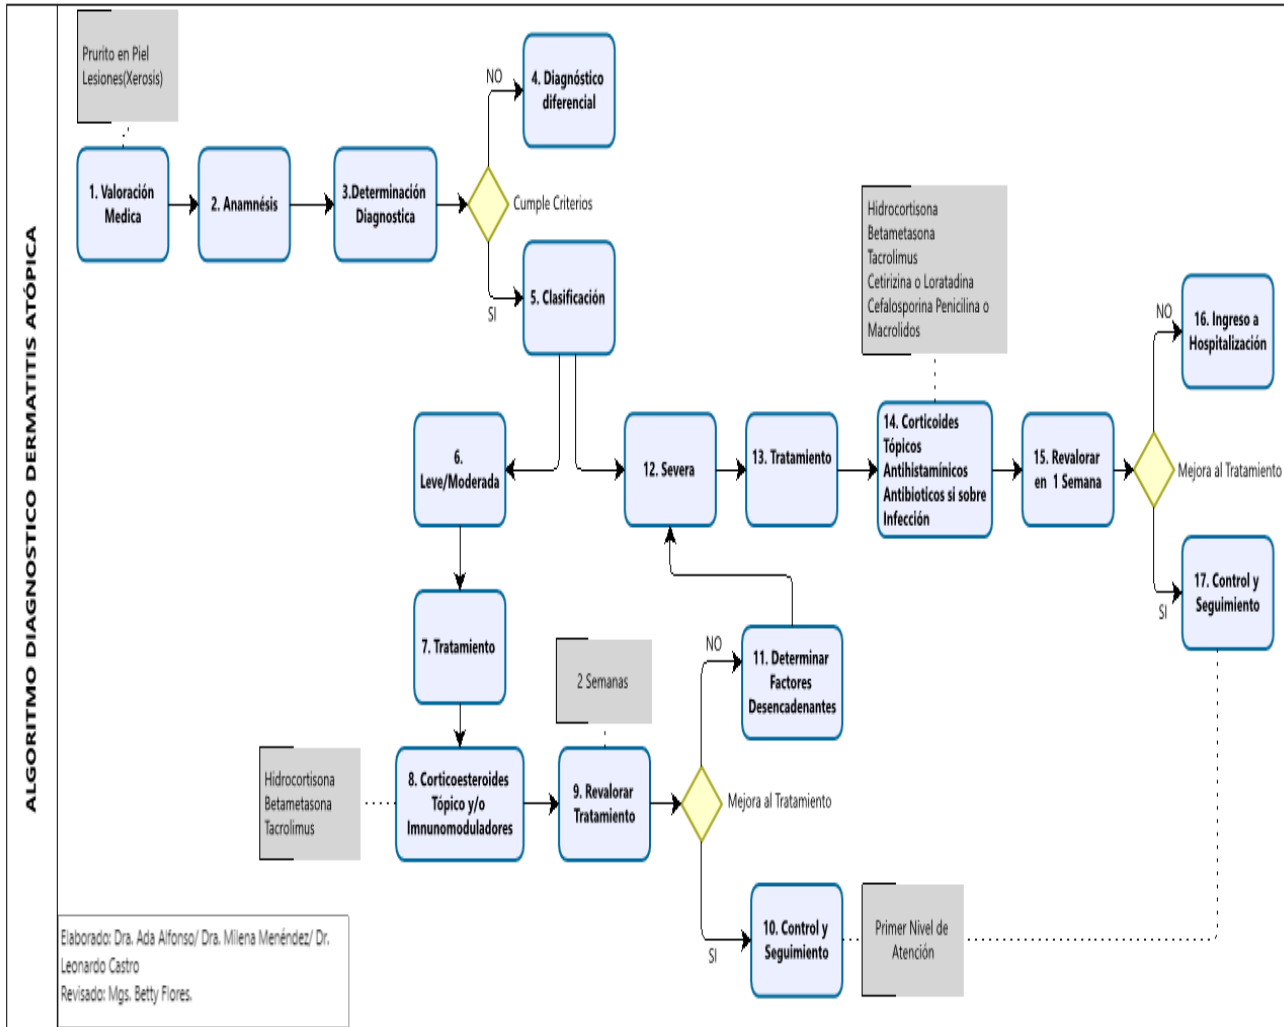 ALGORITMO DIAGNOSTICO DERMATITIS ATÓPICA
Prurito en Piel
Lesiones(Xerosis)
1. Valoración
Medica
2. Anamnésis
3.Determinación
Diagnostica
Cumple Criterios
NO
4. Diagnóstico
diferencial
SI
5. Clasificación
6.
Leve/Moderada
7. Tratamiento
Hidrocortisona
Betametasona
Tacrolimus
8. Corticoesteroides
Tópico y/o
Imnunomoduladores
2 Semanas
9. Revalorar
Tratamiento
Mejora al Tratamiento
SI
10. Control y
Seguimiento
Primer Nivel de
Atención
NO
11. Determinar
Factores
Desencadenantes
12. Severa
13. Tratamiento
Hidrocortisona
Betametasona
Tacrolimus
Cetirizina o Loratadina
Cefalosporina Penicilina o
Macrolidos
14. Corticoides
Tópicos
Antihistamínicos
Antibioticos si sobre
Infección
15. Revalorar
en 1 Semana
Mejora al Tratamiento
NO
16. Ingreso a
Hospitalización
SI
17. Control y
Seguimiento
Elaborado: Dra. Ada Alfonso/ Dra. Milena Menéndez/ Dr.
Leonardo Castro
Revisado: Mgs. Betty Flores.